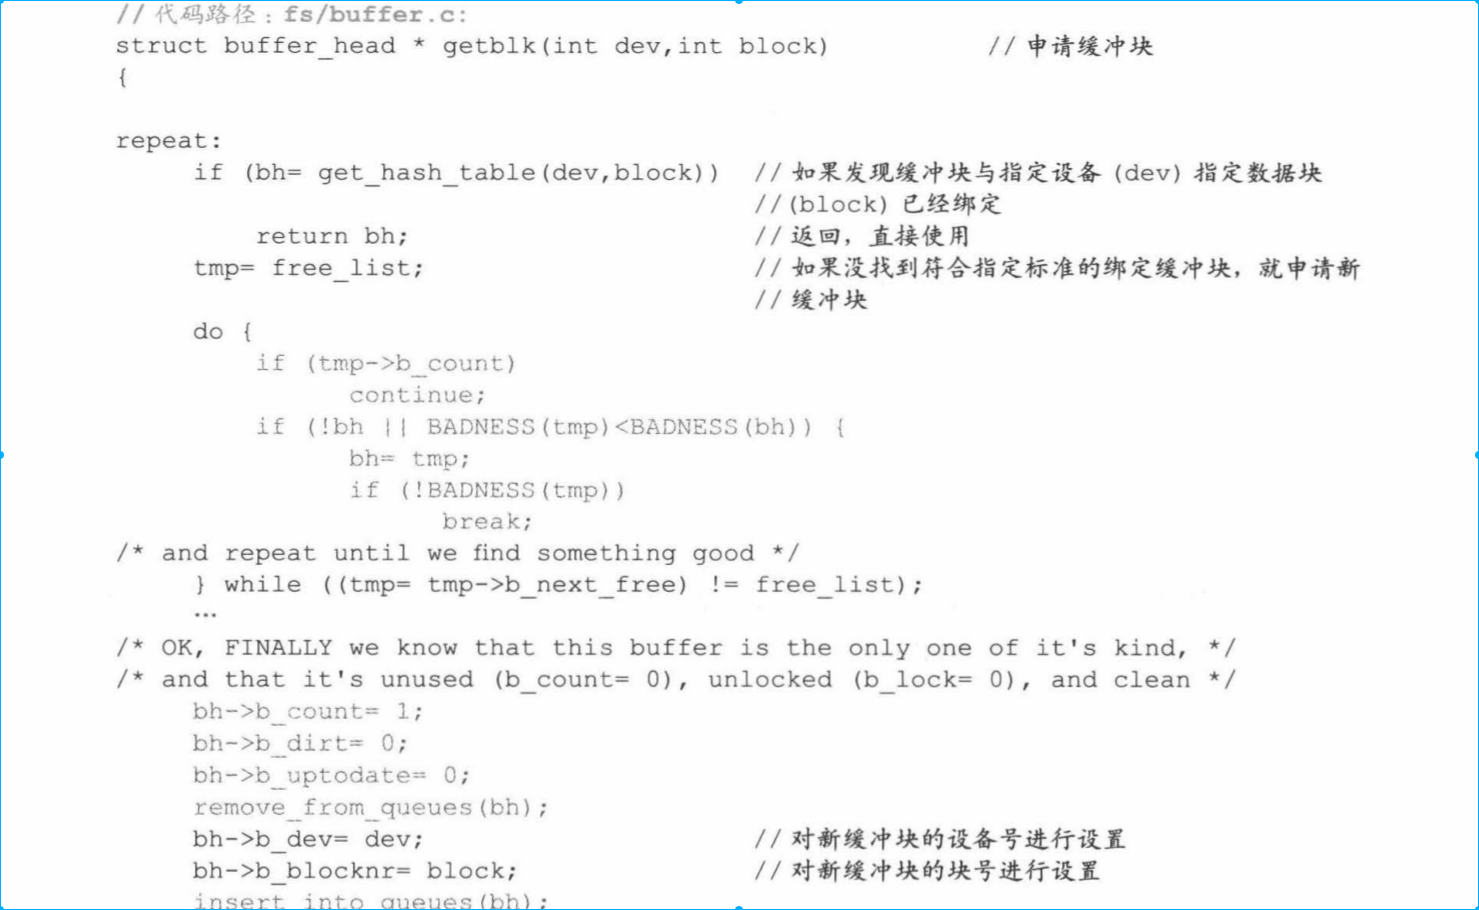 // 代码路径：fs/buffer.c:
struct buffer_head * getblk(int dev,int block) // 申请缓冲块
{
repeat:
if (bh= get_hash_table(dev,block)) // 如果发现缓冲块与指定设备 (dev) 指定数据块
//(block) 已经绑定
return bh; // 返回，直接使用
tmp= free_list; // 如果没找到符合指定标准的绑定缓冲块，就申请新
// 缓冲块
do {
if (tmp->b_count)
continue;
if (!bh || BADNESS(tmp)<BADNESS(bh)) {
bh= tmp;
if (!BADNESS(tmp))
break;
/* and repeat until we find something good */
} while ((tmp= tmp->b_next_free) != free_list);
…
/* OK, FINALLY we know that this buffer is the only one of it's kind, */
/* and that it's unused (b_count= 0), unlocked (b_lock= 0), and clean */
bh->b_count= 1;
bh->b_dirt= 0;
bh->b_uptodate= 0;
remove_from_queues(bh);
bh->b_dev= dev; // 对新缓冲块的设备号进行设置
bh->b_blocknr= block; // 对新缓冲块的块号进行设置
insert_into_queues(bh);